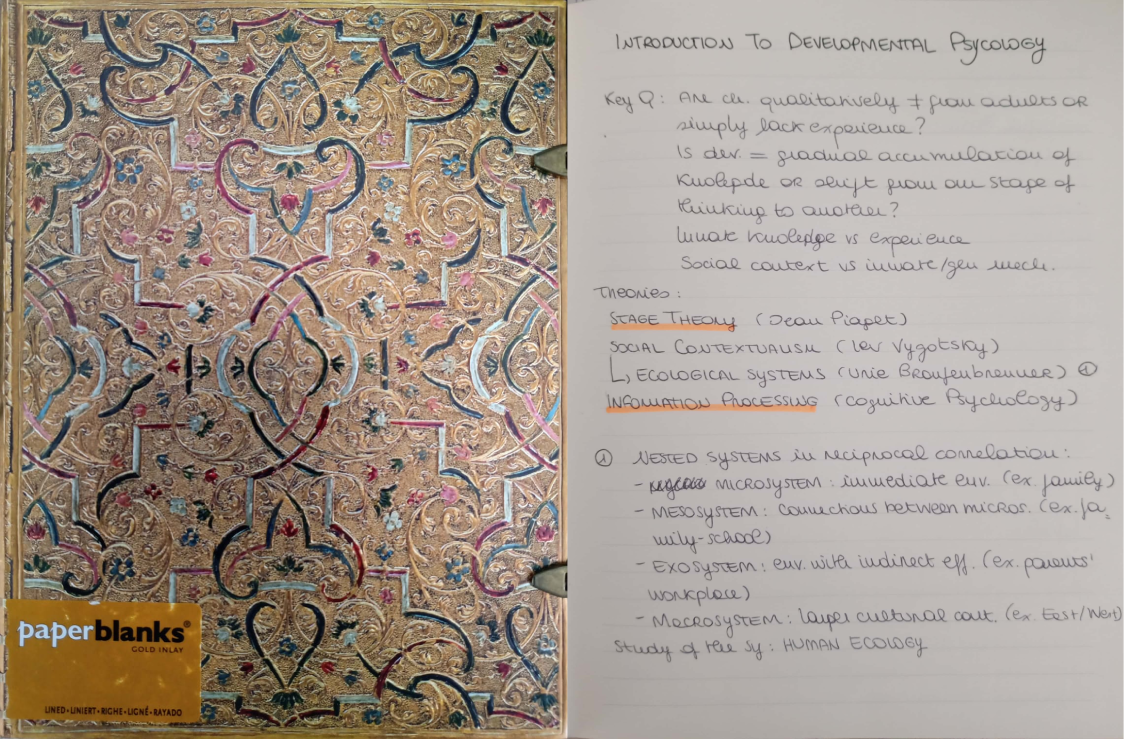 paperblanks®
GOLD INLAY
LINED•LINIERT•RIGHE•LIGNÉ•RAYADO
INTRODUCTION TO DEVELOPMENTAL PSYCOLOGY
Key Q: Are ch. qualitatively ≠ from adults OR
simply lack experience?
Is dev. = gradual accumulation of
Knolegde OR shift from one stage of
thinking to another?
Innate Knolegde vs experience
Social context vs innate/gen mech.
Theories:
STAGE THEORY (Jean Piaget)
SOCIAL CONTEXTUALISM (Lev Vygotsky)
↳ ECOLOGICAL SYSTEMS (Urie Bronfenbrenner) ①
INFORMATION PROCESSING (Cognitive Psychology)
① NESTED SYSTEMS in reciprocal correlation:
- MICROSYSTEM: immediate env. (ex. family)
- MESOSYSTEM: connections between micros. (ex. fa-
mily-school)
- EXOSYSTEM: env. with indirect eff. (ex. parents'
workplace)
- MACROSYSTEM: larger cultural cont. (ex. East/West)
Study of the sy: HUMAN ECOLOGY